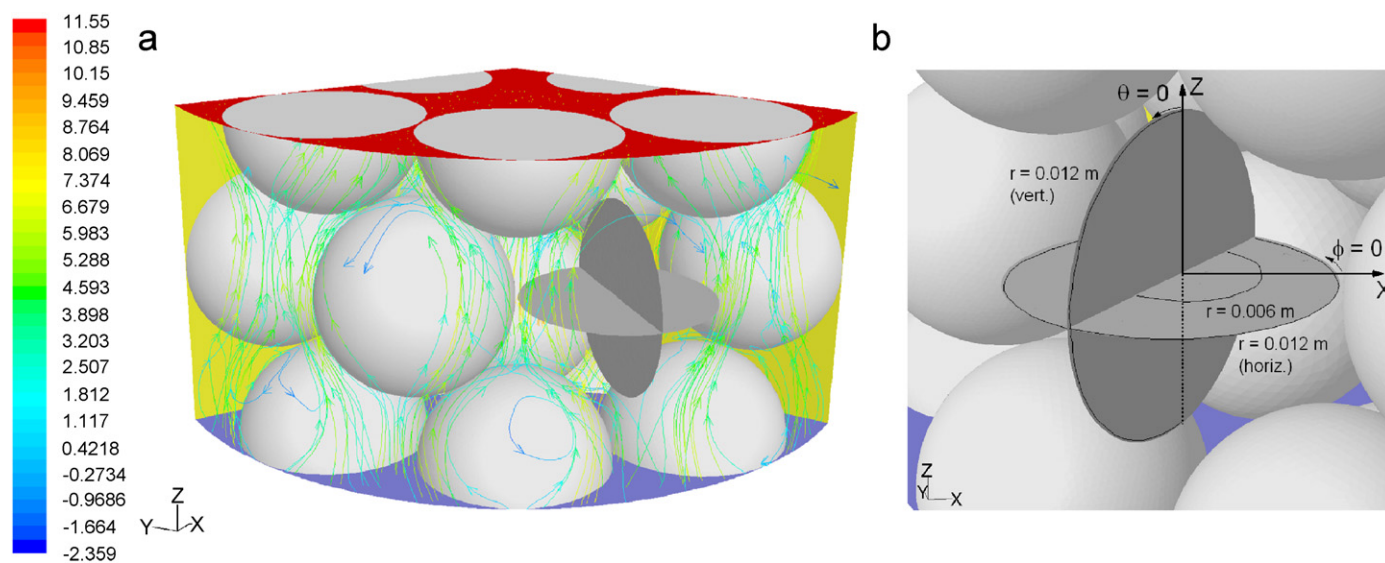 11.55
10.85
10.15
9.459
8.764
8.069
7.374
6.679
5.983
5.288
4.593
3.898
3.203
2.507
1.812
1.117
0.4218
-0.2734
-0.9686
-1.664
-2.359
a
Z
Y
X
b
Z
θ = 0
r = 0.012 m
(vert.)
ϕ = 0
X
r = 0.006 m
r = 0.012 m
(horiz.)
Z
Y
X